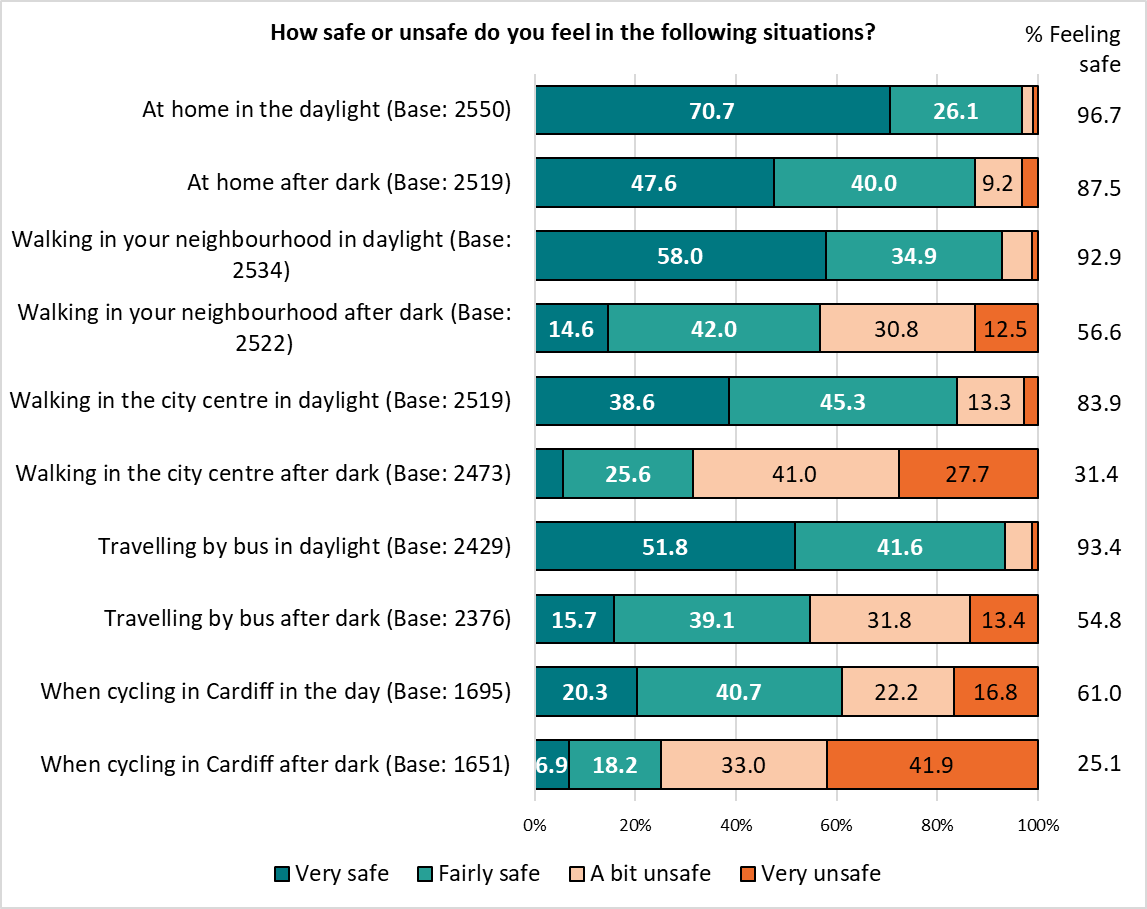 How safe or unsafe do you feel in the following situations?
% Feeling
safe
At home in the daylight (Base: 2550)
70.7
26.1
96.7
At home after dark (Base: 2519)
47.6
40.0
9.2
87.5
Walking in your neighbourhood in daylight (Base:
2534)
58.0
34.9
92.9
Walking in your neighbourhood after dark (Base:
2522)
14.6
42.0
30.8
12.5
56.6
Walking in the city centre in daylight (Base: 2519)
38.6
45.3
13.3
83.9
Walking in the city centre after dark (Base: 2473)
25.6
41.0
27.7
31.4
Travelling by bus in daylight (Base: 2429)
51.8
41.6
93.4
Travelling by bus after dark (Base: 2376)
15.7
39.1
31.8
13.4
54.8
When cycling in Cardiff in the day (Base: 1695)
20.3
40.7
22.2
16.8
61.0
When cycling in Cardiff after dark (Base: 1651)
6.9
18.2
33.0
41.9
25.1
0%
20%
40%
60%
80%
100%
Very safe
Fairly safe
A bit unsafe
Very unsafe